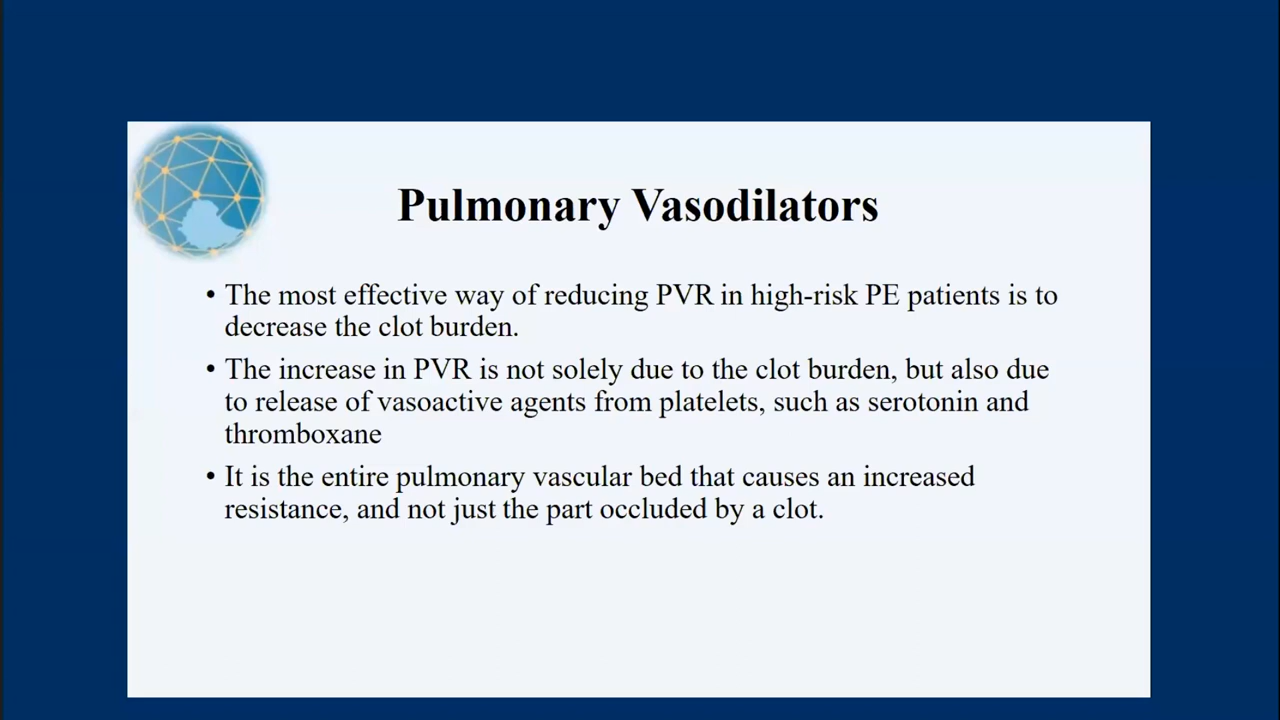 Pulmonary Vasodilators
• The most effective way of reducing PVR in high-risk PE patients is to
decrease the clot burden.
• The increase in PVR is not solely due to the clot burden, but also due
to release of vasoactive agents from platelets, such as serotonin and
thromboxane
• It is the entire pulmonary vascular bed that causes an increased
resistance, and not just the part occluded by a clot.